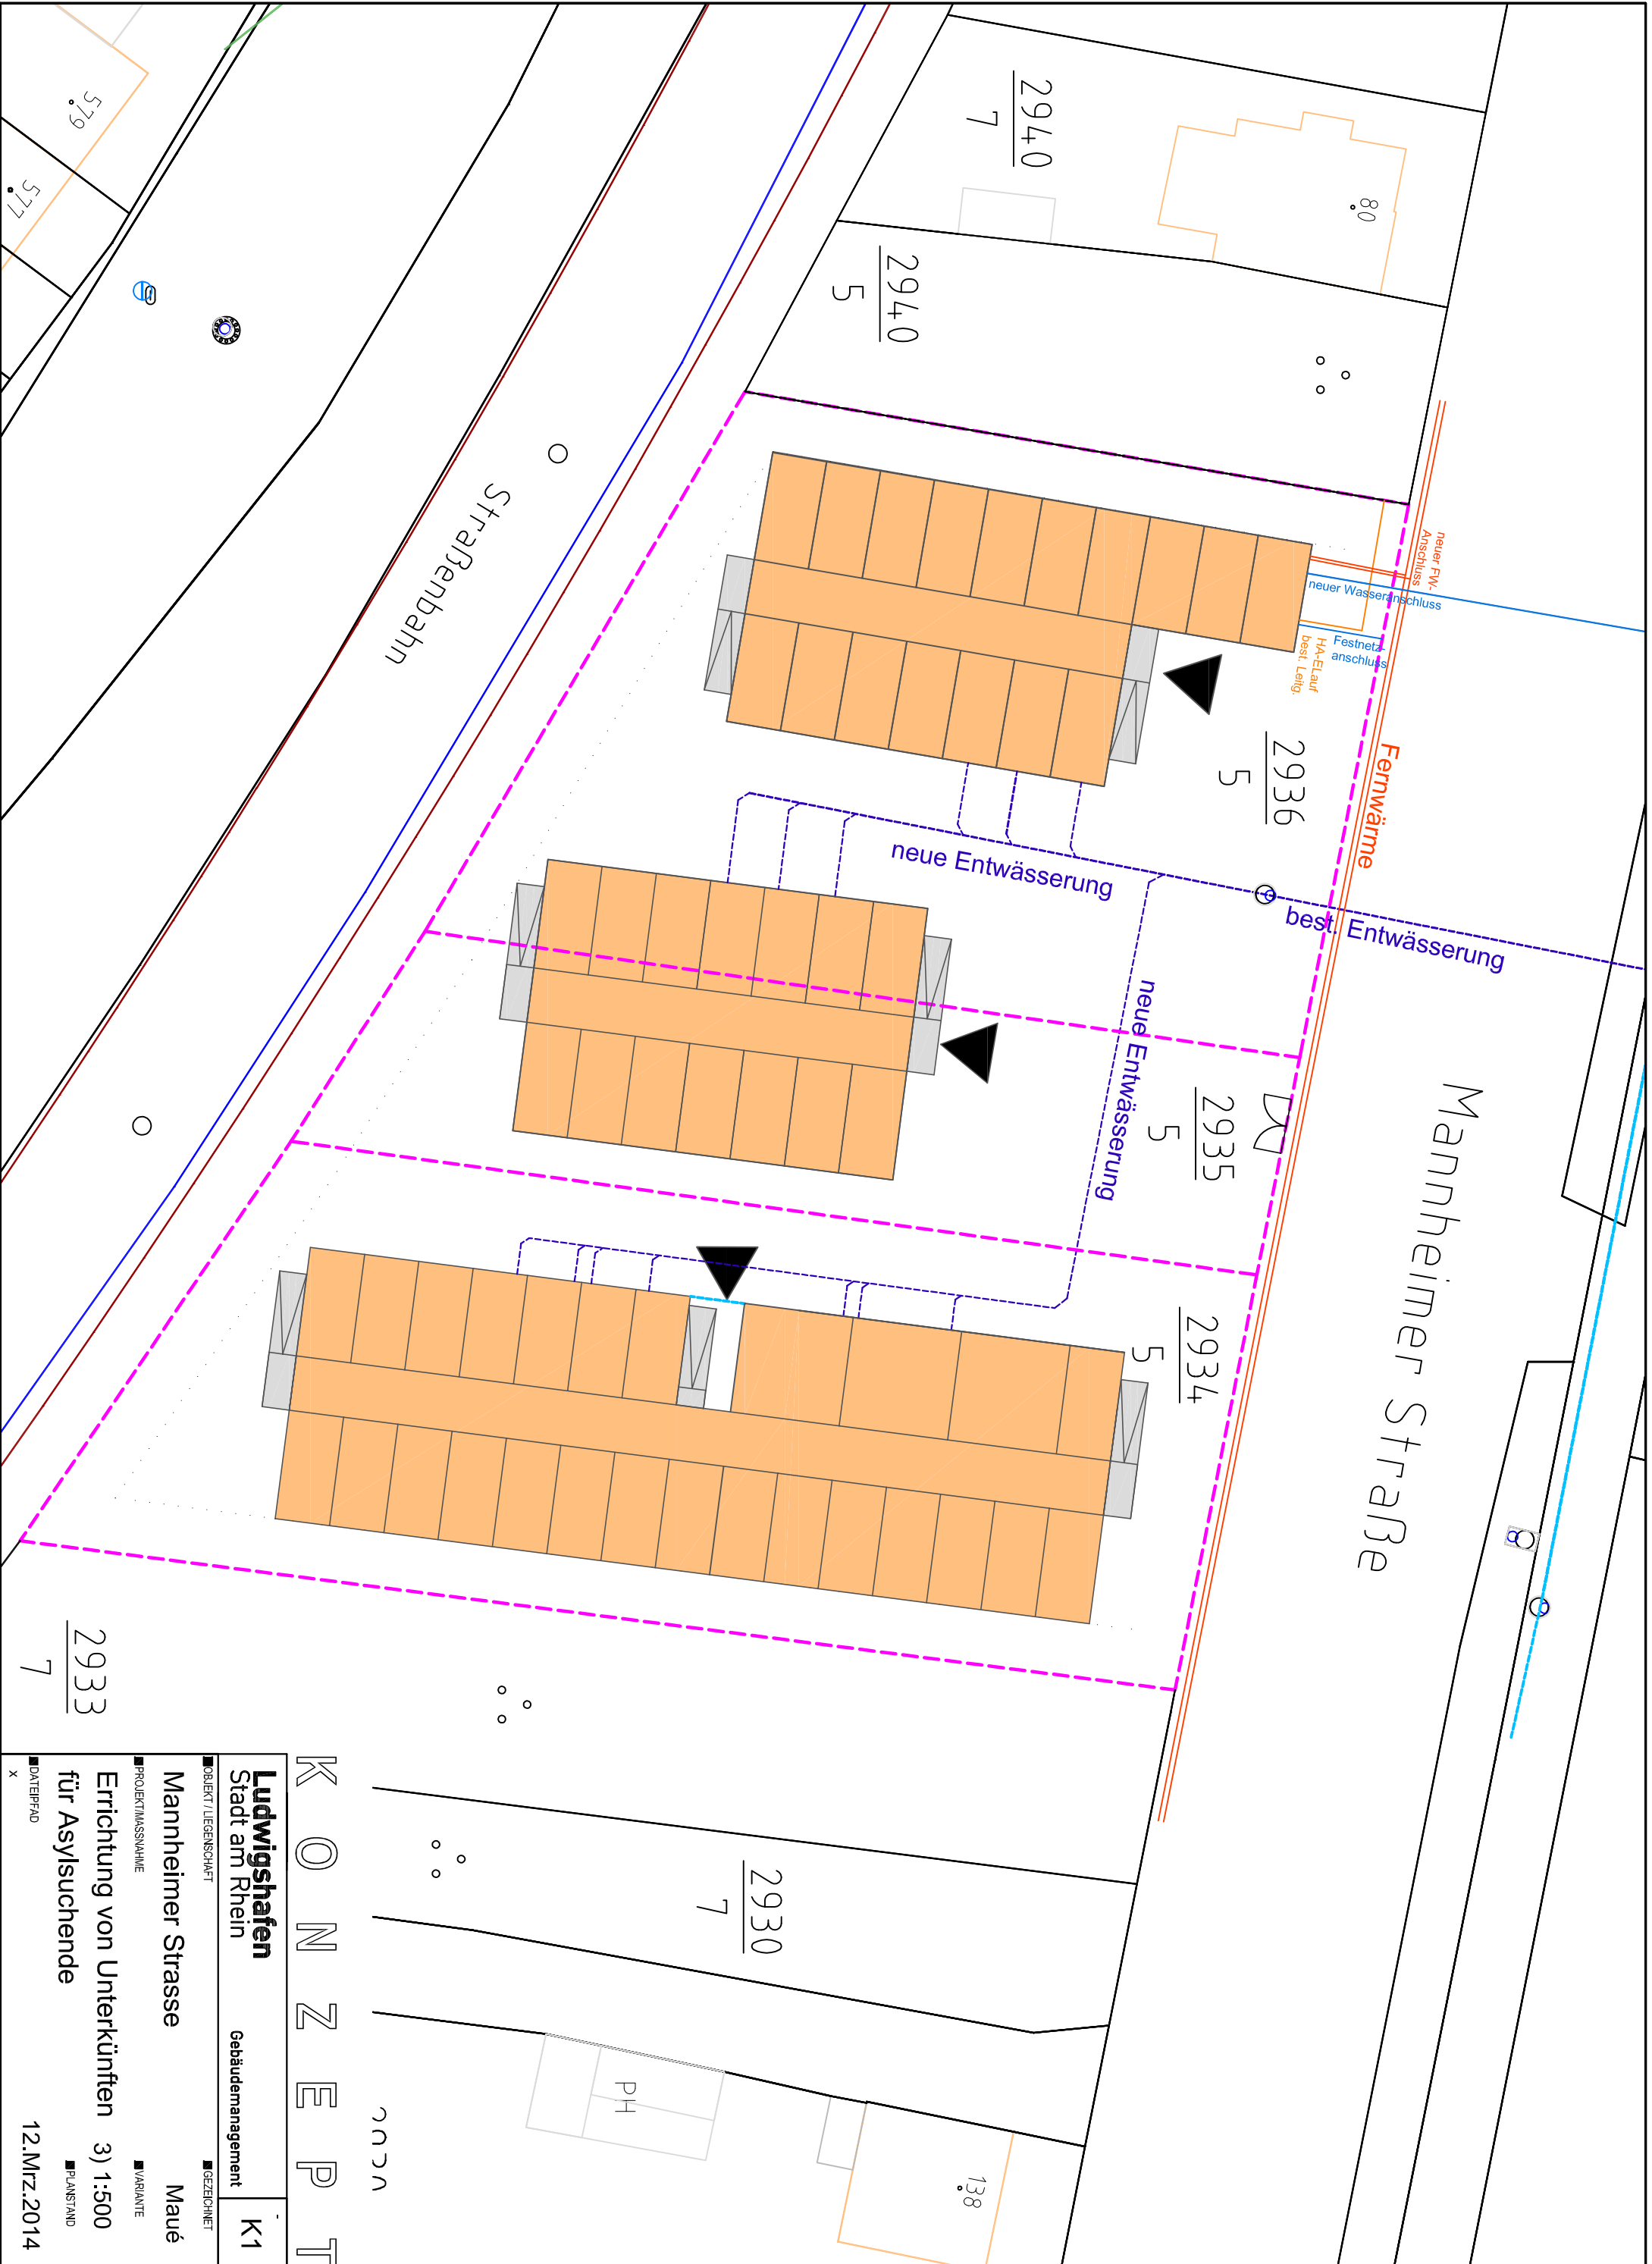 Mannheimer Straße
Fernwärme
neuer FW-
Anschluss
neuer Wasseranschluss
Festnetz-
anschluss
HA-ELauf
best. Leitg.
best. Entwässerung
neue Entwässerung
neue Entwässerung
Straßenbahn
2940
7
80
2940
5
2936
5
2935
5
2934
5
2933
7
2930
7
PH
138
579
577
KONZEPT
Ludwigshafen
Stadt am Rhein
Gebäudemanagement
K1
OBJEKT / LIEGENSCHAFT
GEZEICHNET
Mannheimer Strasse
Maué
PROJEKT/MASSNAHME
VARIANTE
Errichtung von Unterkünften
3) 1:500
für Asylsuchende
PLANSTAND
DATEIPFAD
x
12.Mrz.2014